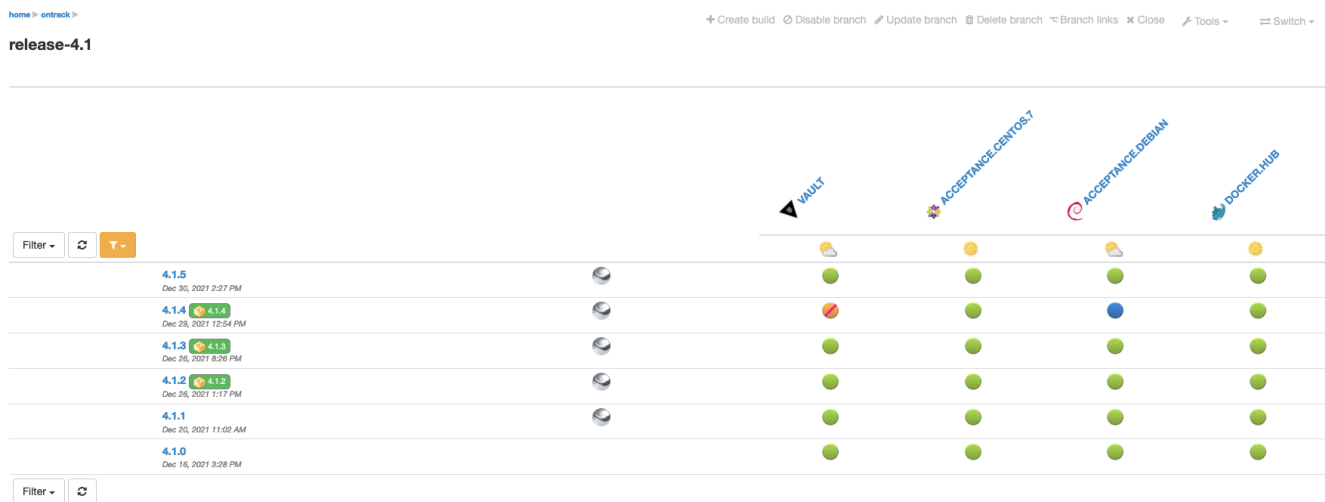 home ontrack
Create build Disable branch Update branch Delete branch Branch links Close Tools Switch
release-4.1
VAULT
ACCEPTANCE.CENTOS.7
ACCEPTANCE.DEBIAN
DOCKER.HUB
Filter
4.1.5
Dec 30, 2021 2:27 PM
4.1.4 4.1.4
Dec 29, 2021 12:54 PM
4.1.3 4.1.3
Dec 26, 2021 8:26 PM
4.1.2 4.1.2
Dec 26, 2021 1:17 PM
4.1.1
Dec 20, 2021 11:02 AM
4.1.0
Dec 16, 2021 3:28 PM
Filter